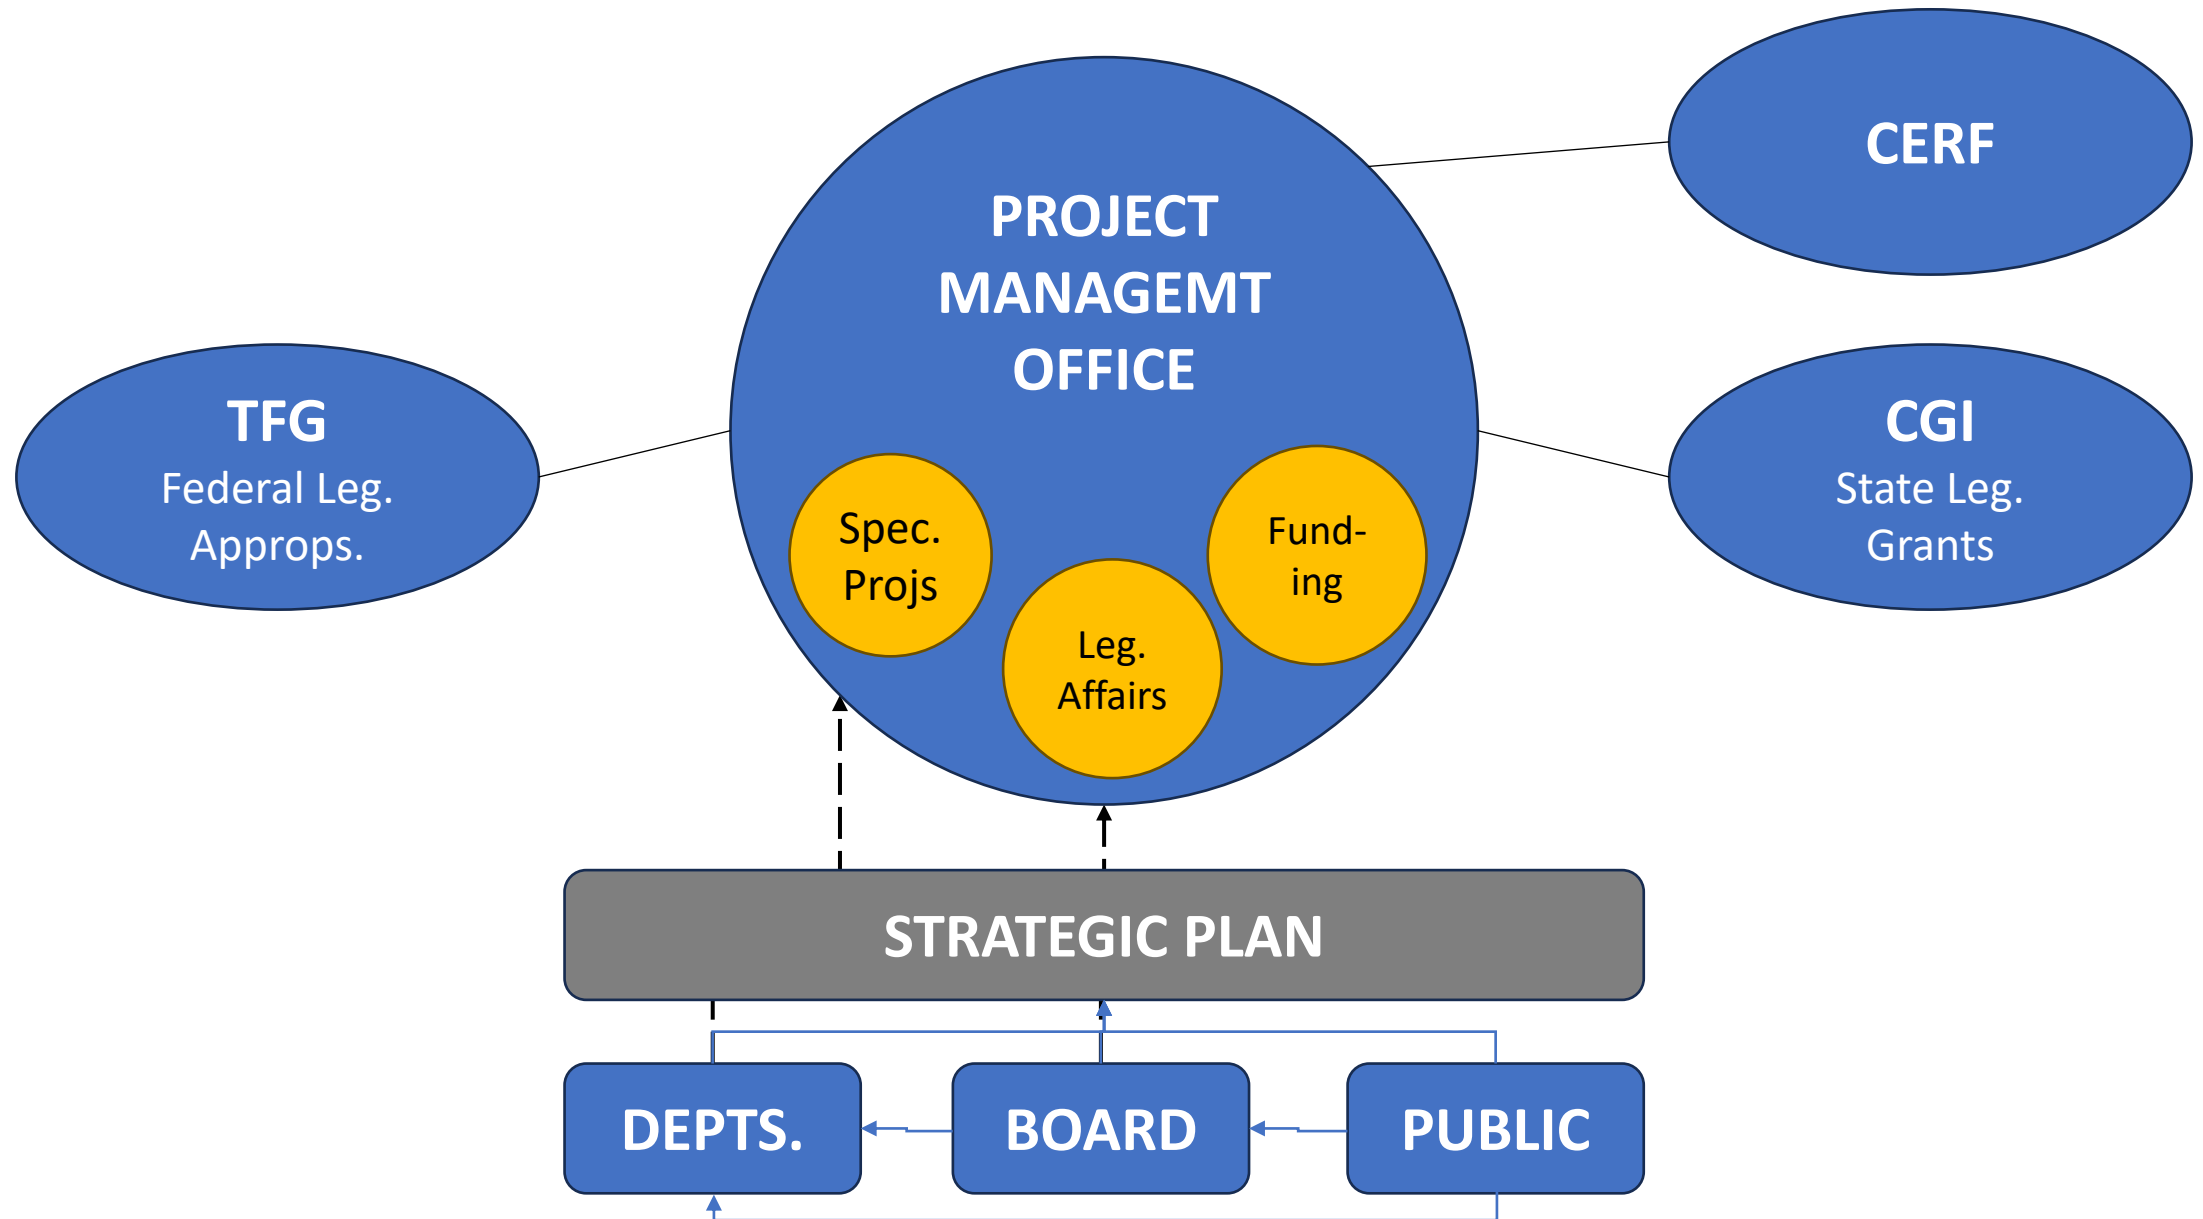 CERF
PROJECT
MANAGEMT
OFFICE
TFG
Federal Leg.
Approps.
CGI
State Leg.
Grants
Spec.
Projs
Leg.
Affairs
Fund-
ing
STRATEGIC PLAN
DEPTS.
BOARD
PUBLIC